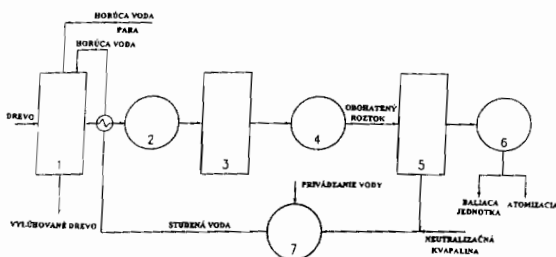 HORÚCA VODA
PARA
HORÚCA VODA
DREVO
OBOHATENÝ
ROZTOK
1
2
3
4
5
6
VYLÚHOVANÉ DREVO
STUDENÁ VODA
PRIVÁDZANIE VODY
7
BALIACA
JEDNOTKA
ATOMIZACIA
NEUTRALIZAČNÁ
KVAPALINA